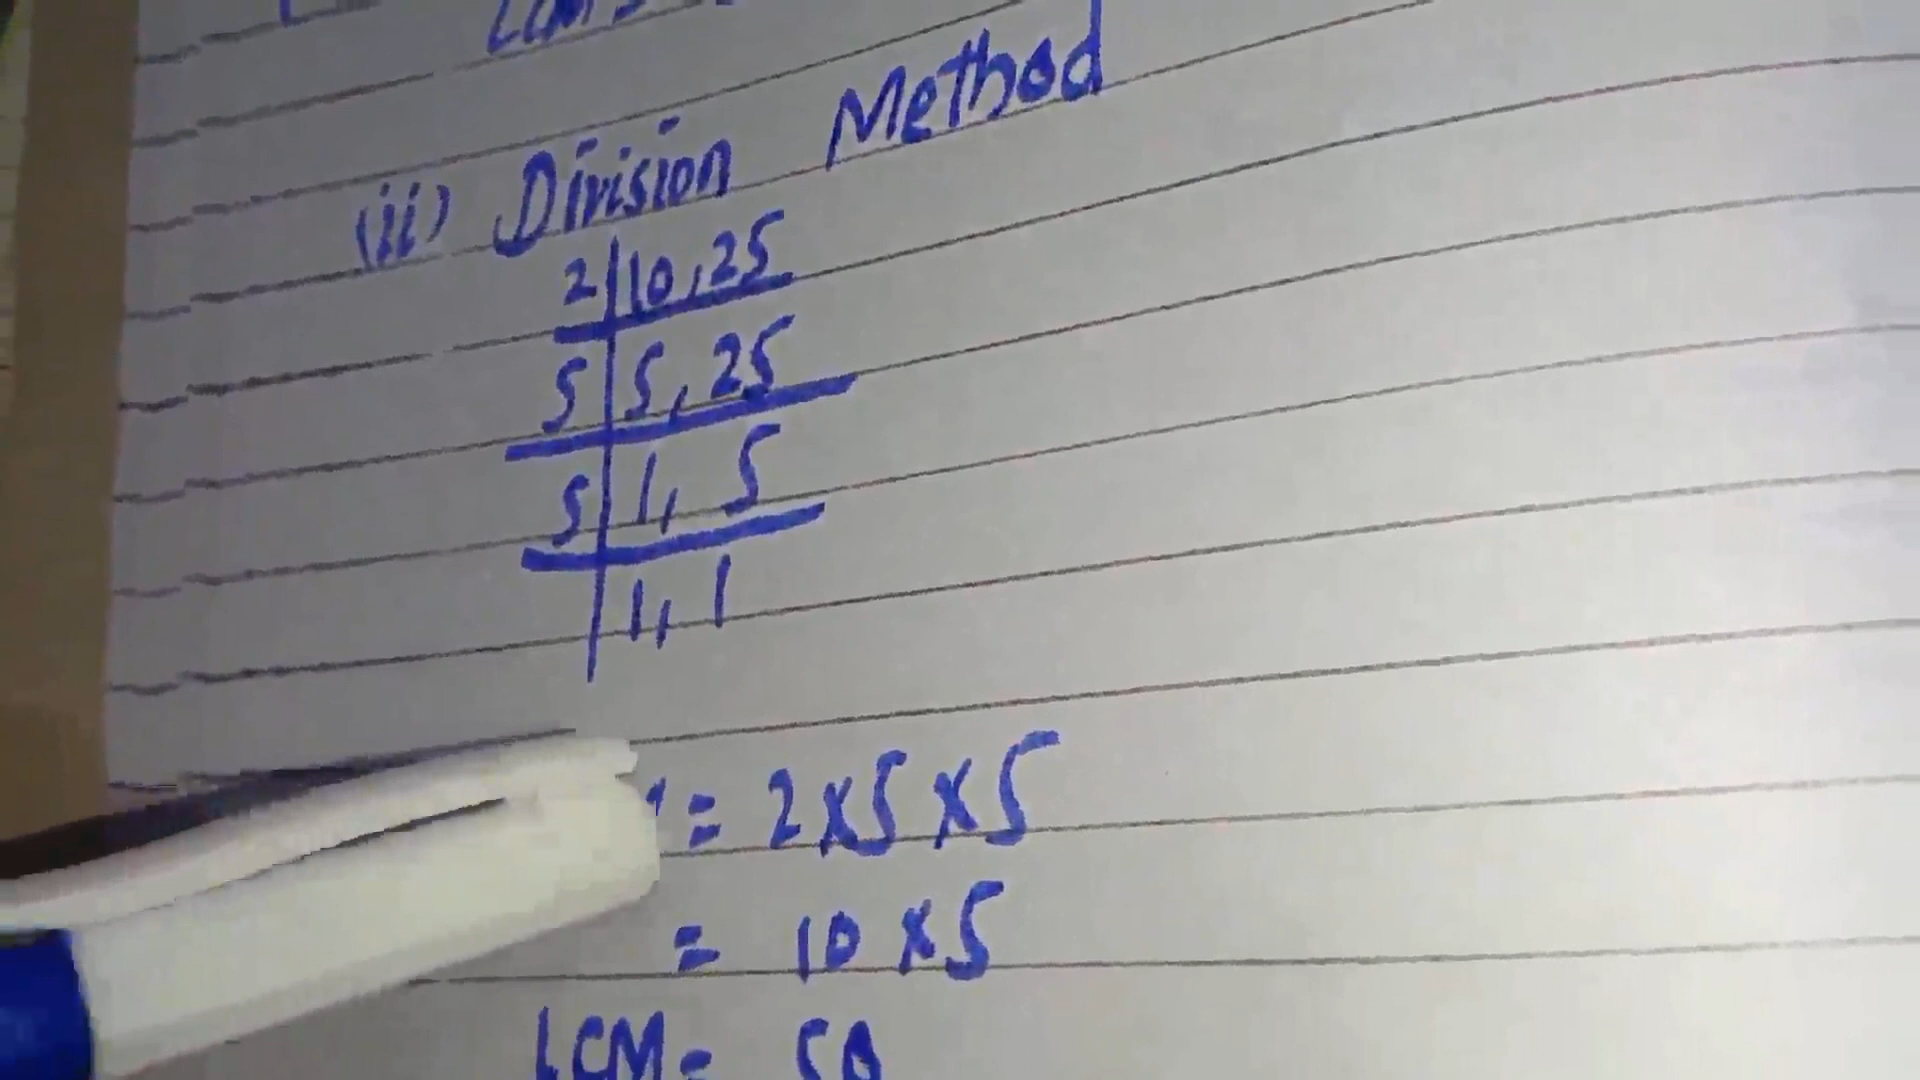 LCM =
(ii) Division Method
2 | 10, 25
5 | 5, 25
5 | 1, 5
1, 1
= 2 x 5 x 5
= 10 x 5
LCM = 50